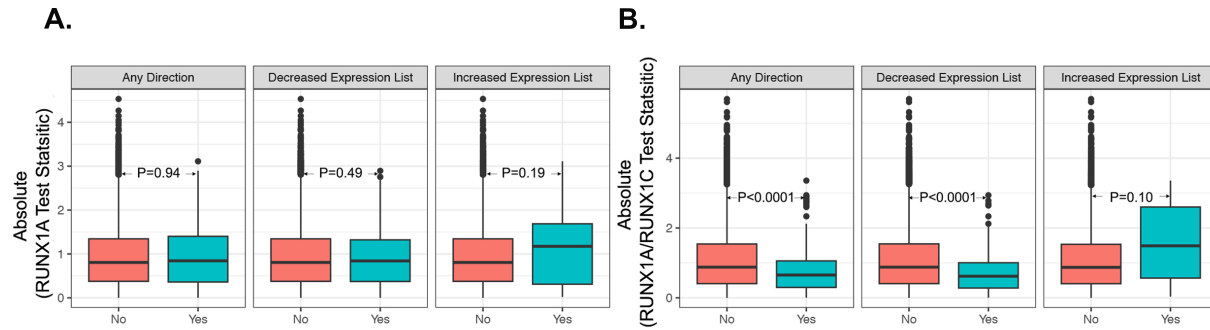 A.
Absolute
(RUNX1A Test Statsitic)
Any Direction
Decreased Expression List
Increased Expression List
4
3
2
1
0
P=0.94
P=0.49
P=0.19
No
Yes
No
Yes
No
Yes
B.
Absolute
(RUNX1A/RUNX1C Test Statsitic)
Any Direction
Decreased Expression List
Increased Expression List
4
2
0
P<0.0001
P<0.0001
P=0.10
No
Yes
No
Yes
No
Yes